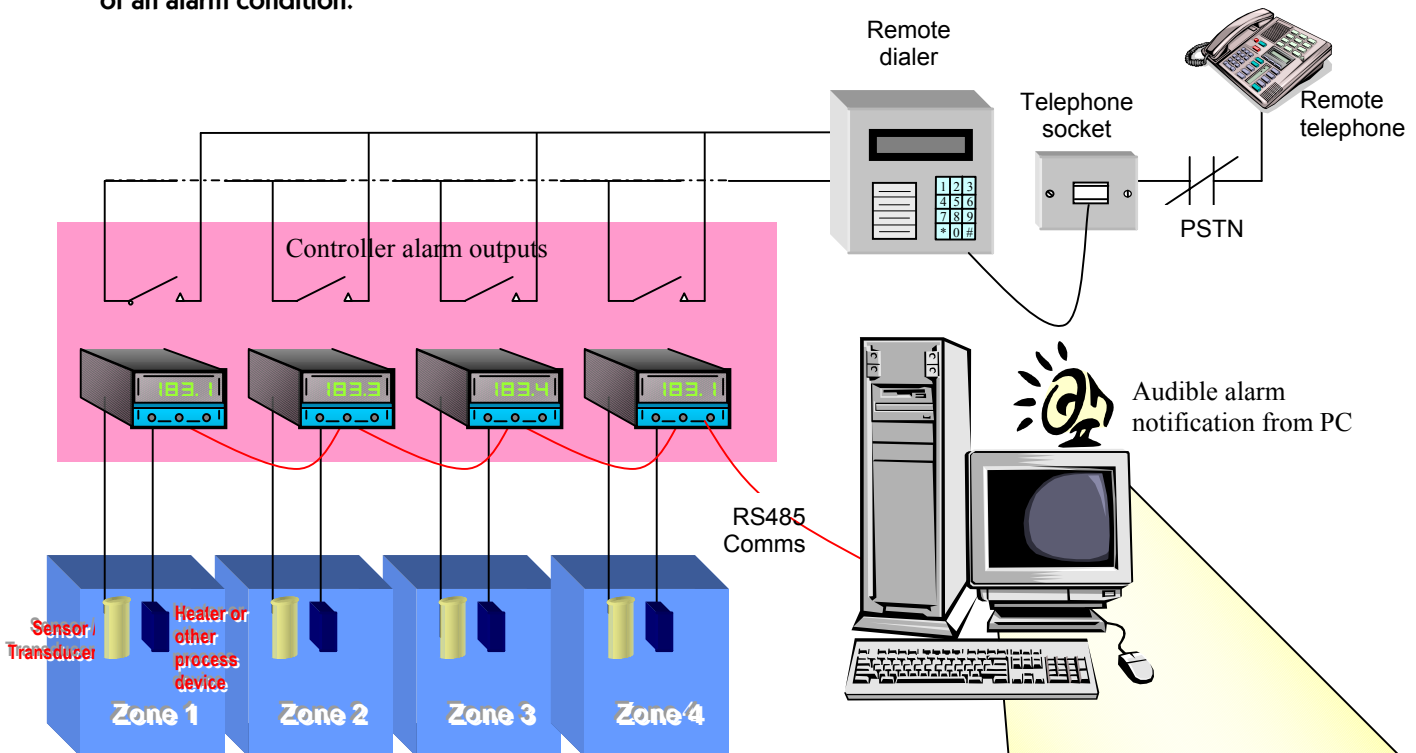 of an alarm condition.
Remote
dialer
Telephone
socket
Remote
telephone
1 2 3
4 5 6
7 8 9
* 0 #
PSTN
Controller alarm outputs
183.1
183.3
183.4
183.1
Audible alarm
notification from PC
RS485
Comms
Sensor /
Transducer
Heater or
other
process
device
Zone 1
Zone 2
Zone 3
Zone 4